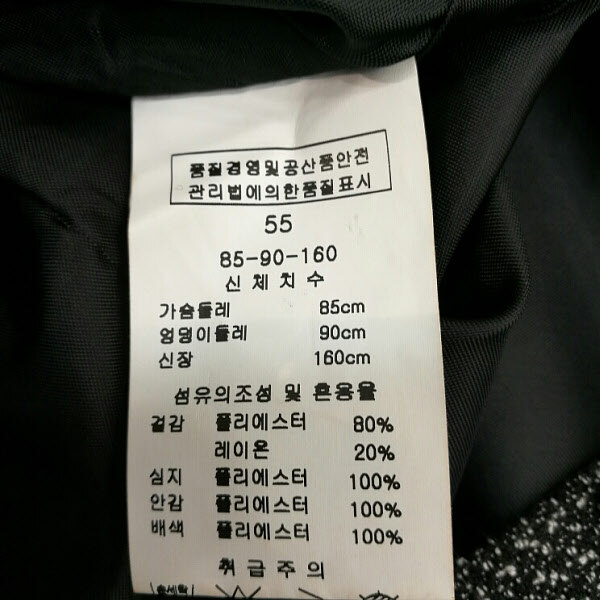 품질경영및공산품안전
관리법에의한품질표시
55
85-90-160
신체치수
가슴둘레 85cm
엉덩이둘레 90cm
신장 160cm
섬유의조성 및 혼용율
겉감 폴리에스터 80%
레이온 20%
심지 폴리에스터 100%
안감 폴리에스터 100%
배색 폴리에스터 100%
취급주의
손세탁